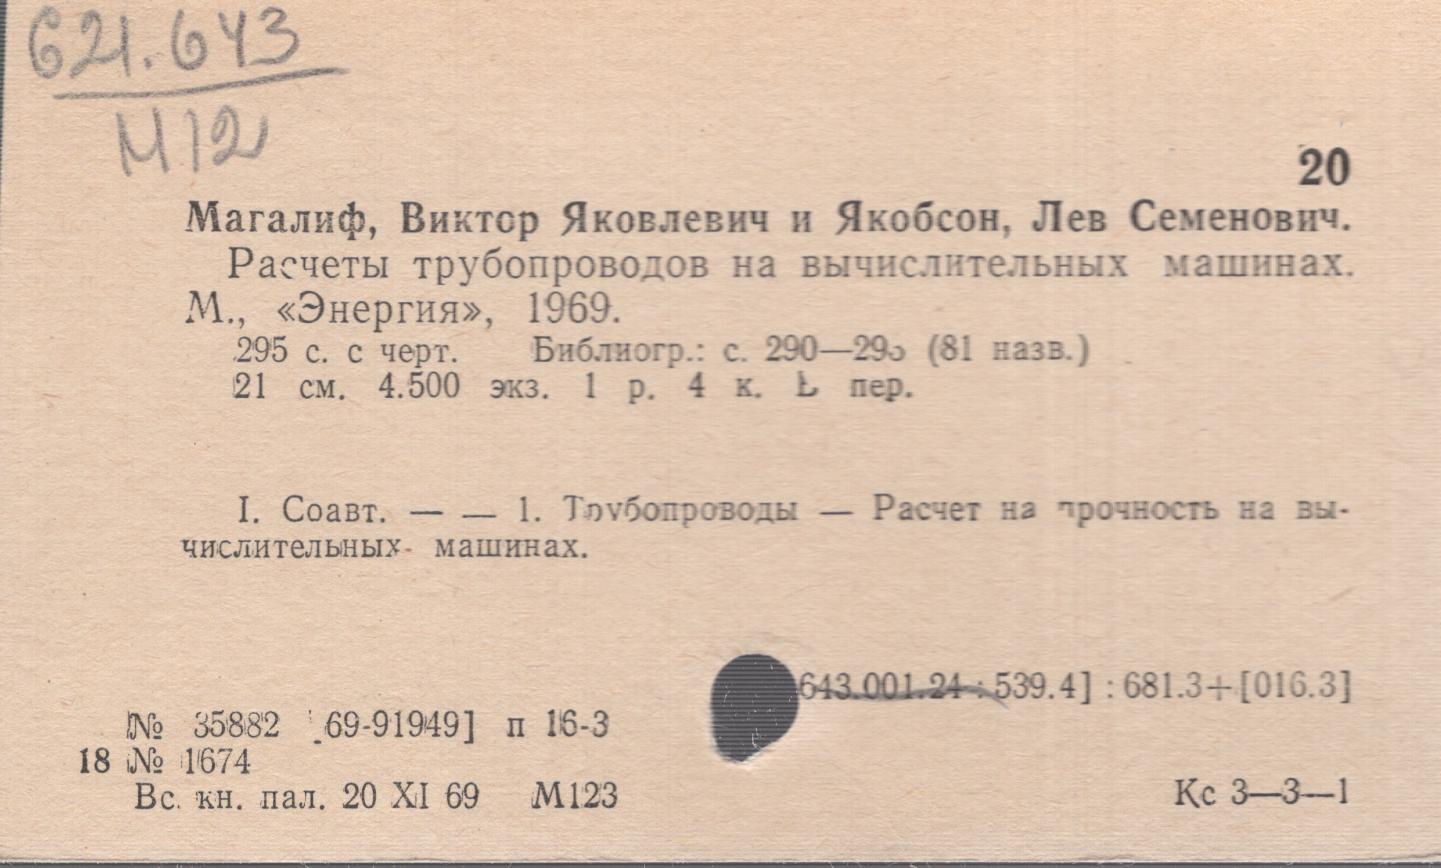 621.643
М12
20
Магалиф, Виктор Яковлевич и Якобсон, Лев Семенович.
Расчеты трубопроводов на вычислительных машинах.
М., «Энергия», 1969.
295 с. с черт. Библиогр.: с. 290—29 (81 назв.)
21 см. 4.500 экз. 1 р. 4 к. пер.
I. Соавт. — — 1. Трубопроводы — Расчет на прочность на вы-
числительных машинах.
643.001.24 : 539.4] : 681.3+[016.3]
№ 35882 69-91949] п 16-3
18 № 1674
Вс. кн. пал. 20 XI 69 М123
Кс 3—3—1